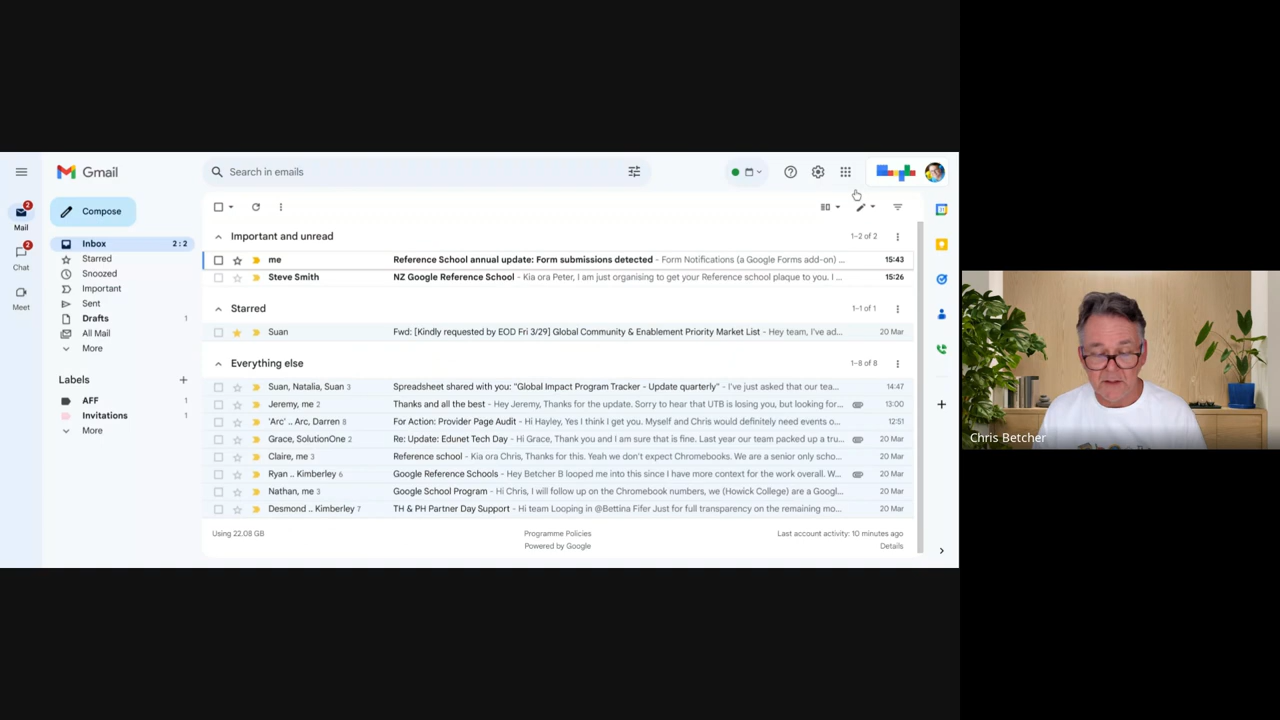 Gmail
Search in emails
2
Mail
2
Chat
Meet
Compose
Inbox 2 : 2
Starred
Snoozed
Important
Sent
Drafts 1
All Mail
More
Labels
AFF 1
Invitations 1
More
Important and unread 1–2 of 2
me Reference School annual update: Form submissions detected - Form Notifications (a Google Forms add-on) ... 15:43
Steve Smith NZ Google Reference School - Kia ora Peter, I am just organising to get your Reference school plaque to you. I ... 15:26
Starred 1–1 of 1
Suan Fwd: [Kindly requested by EOD Fri 3/29] Global Community & Enablement Priority Market List - Hey team, I've ad... 20 Mar
Everything else 1–8 of 8
Suan, Natalia, Suan 3 Spreadsheet shared with you: "Global Impact Program Tracker - Update quarterly" - I've just asked that our tea... 14:47
Jeremy, me 2 Thanks and all the best - Hey Jeremy, Thanks for the update. Sorry to hear that UTB is losing you, but looking for... 13:00
'Arc' .. Arc, Darren 8 For Action: Provider Page Audit - Hi Hayley, Yes I think I get you. Myself and Chris would definitely need events o... 12:51
Grace, SolutionOne 2 Re: Update: Edunet Tech Day - Hi Grace, Thank you and I am sure that is fine. Last year our team packed up a tru... 20 Mar
Claire, me 3 Reference school - Kia ora Chris, Thanks for this. Yeah we don't expect Chromebooks. We are a senior only scho... 20 Mar
Ryan .. Kimberley 6 Google Reference Schools - Hey Betcher B looped me into this since I have more context for the work overall. W... 20 Mar
Nathan, me 3 Google School Program - Hi Chris, I will follow up on the Chromebook numbers, we (Howick College) are a Googl... 20 Mar
Desmond .. Kimberley 7 TH & PH Partner Day Support - Hi team Looping in @Bettina Fifer Just for full transparency on the remaining mo... 20 Mar
Using 22.08 GB
Programme Policies
Powered by Google
Last account activity: 10 minutes ago
Details
Chris Betcher